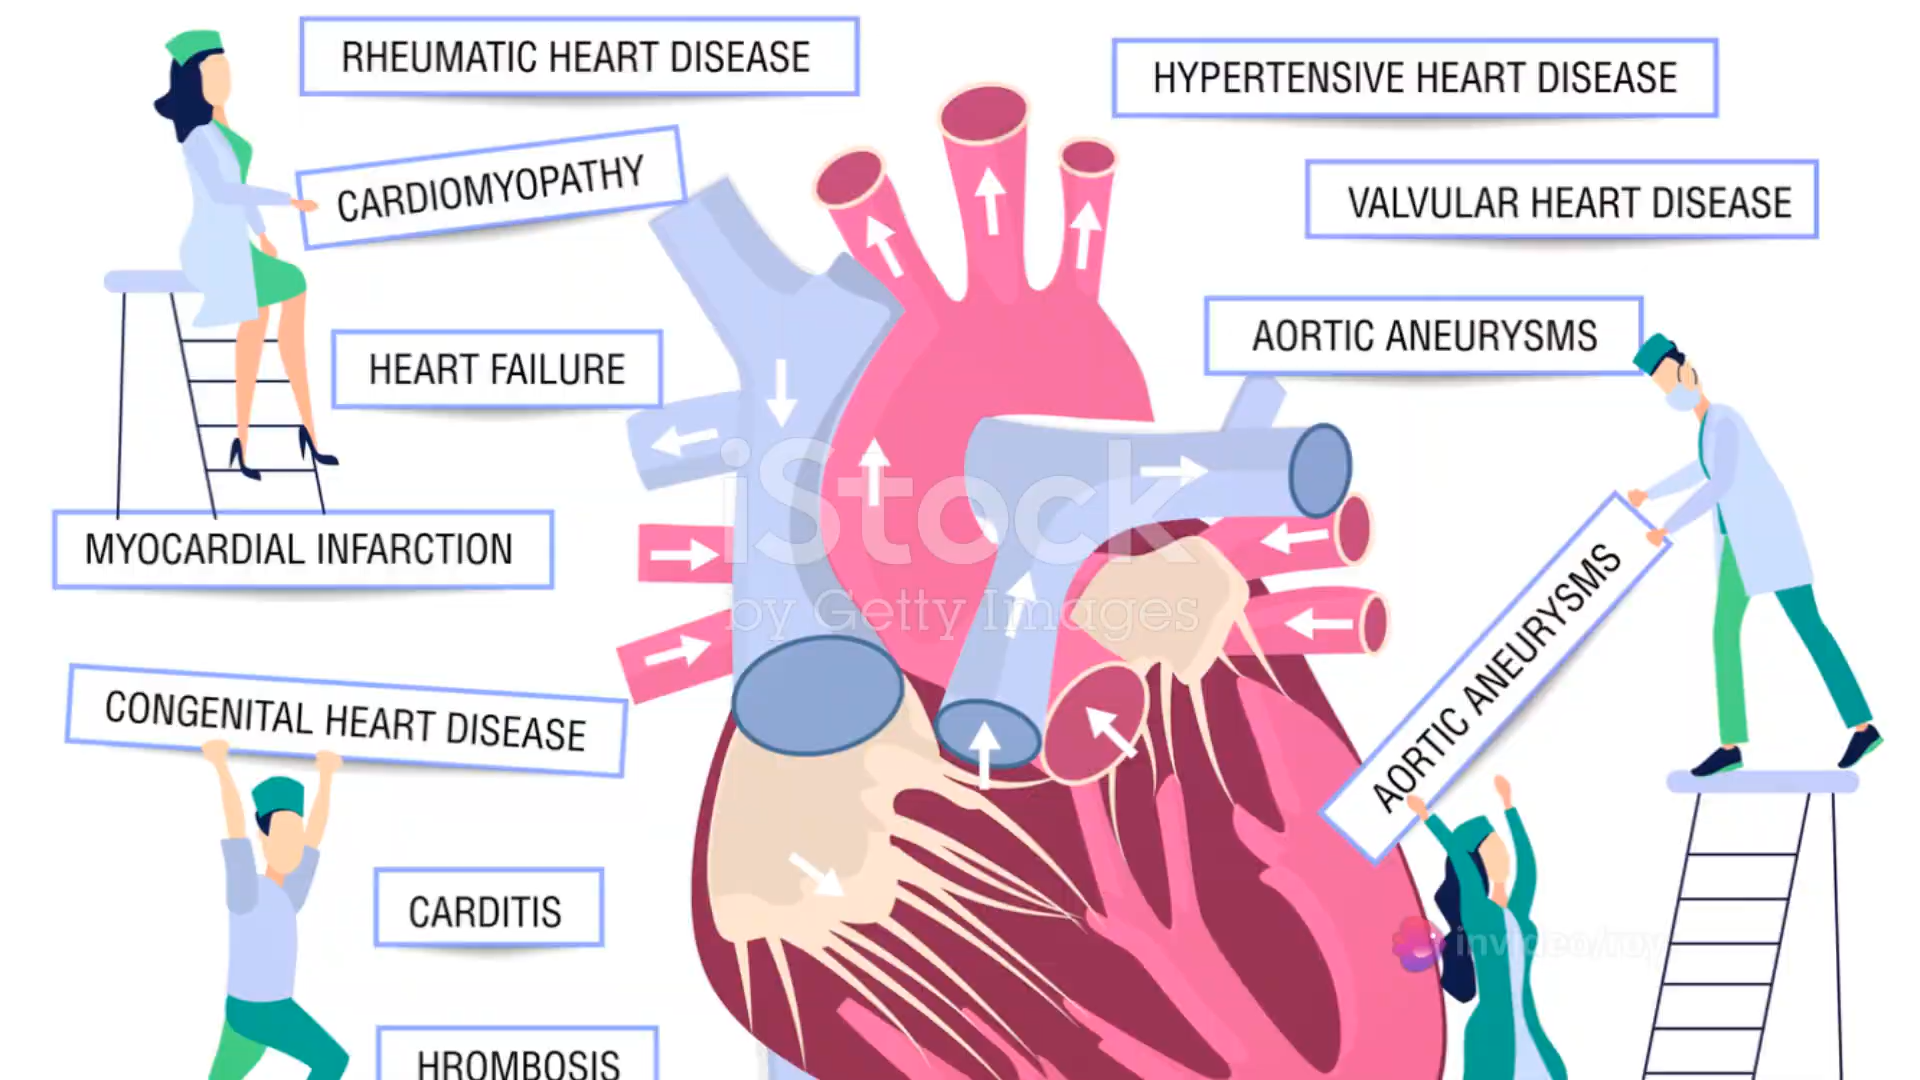 RHEUMATIC HEART DISEASE
HYPERTENSIVE HEART DISEASE
CARDIOMYOPATHY
VALVULAR HEART DISEASE
AORTIC ANEURYSMS
HEART FAILURE
iStock
by Getty Images
MYOCARDIAL INFARCTION
AORTIC ANEURYSMS
CONGENITAL HEART DISEASE
CARDITIS
HROMBOSIS